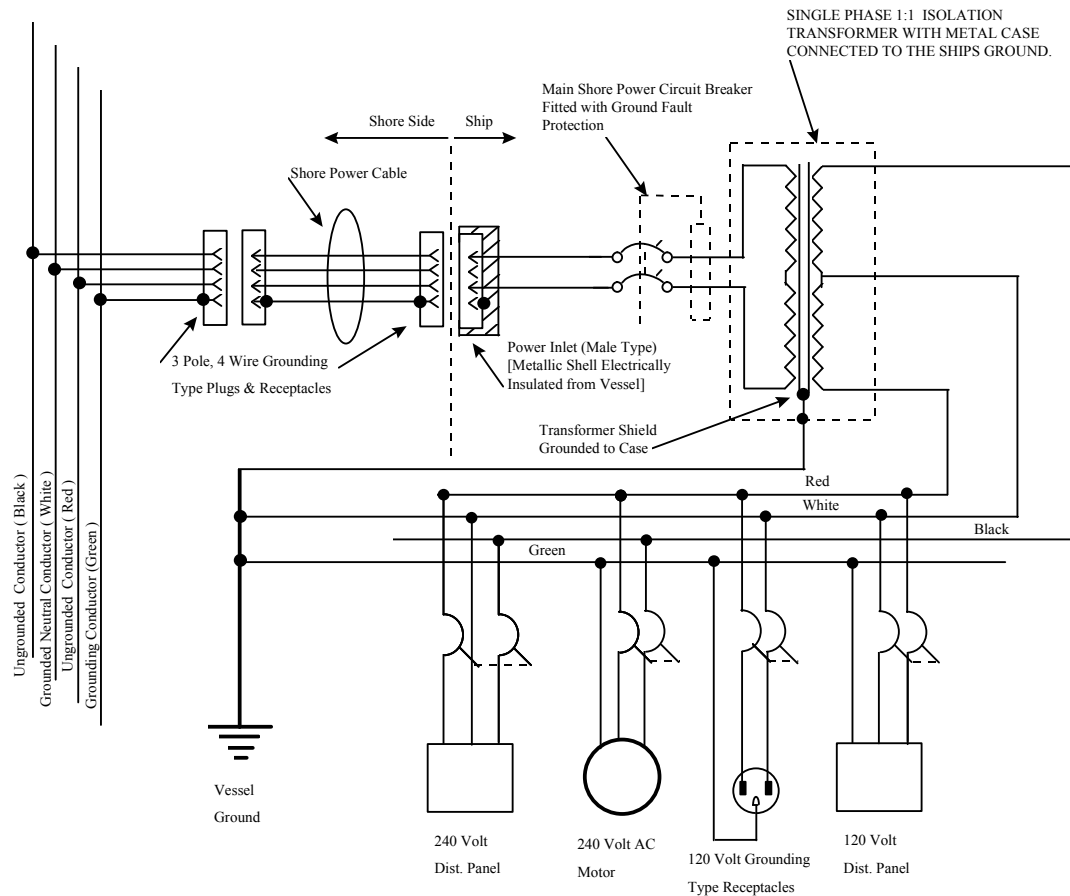 SINGLE PHASE 1:1 ISOLATION
TRANSFORMER WITH METAL CASE
CONNECTED TO THE SHIPS GROUND.
Main Shore Power Circuit Breaker
Fitted with Ground Fault
Protection
Shore Side
Ship
Shore Power Cable
3 Pole, 4 Wire Grounding
Type Plugs & Receptacles
Power Inlet (Male Type)
[Metallic Shell Electrically
Insulated from Vessel]
Transformer Shield
Grounded to Case
Red
White
Black
Green
Ungrounded Conductor ( Black )
Grounded Neutral Conductor ( White )
Ungrounded Conductor ( Red )
Grounding Conductor (Green)
Vessel
Ground
240 Volt
Dist. Panel
240 Volt AC
Motor
120 Volt Grounding
Type Receptacles
120 Volt
Dist. Panel